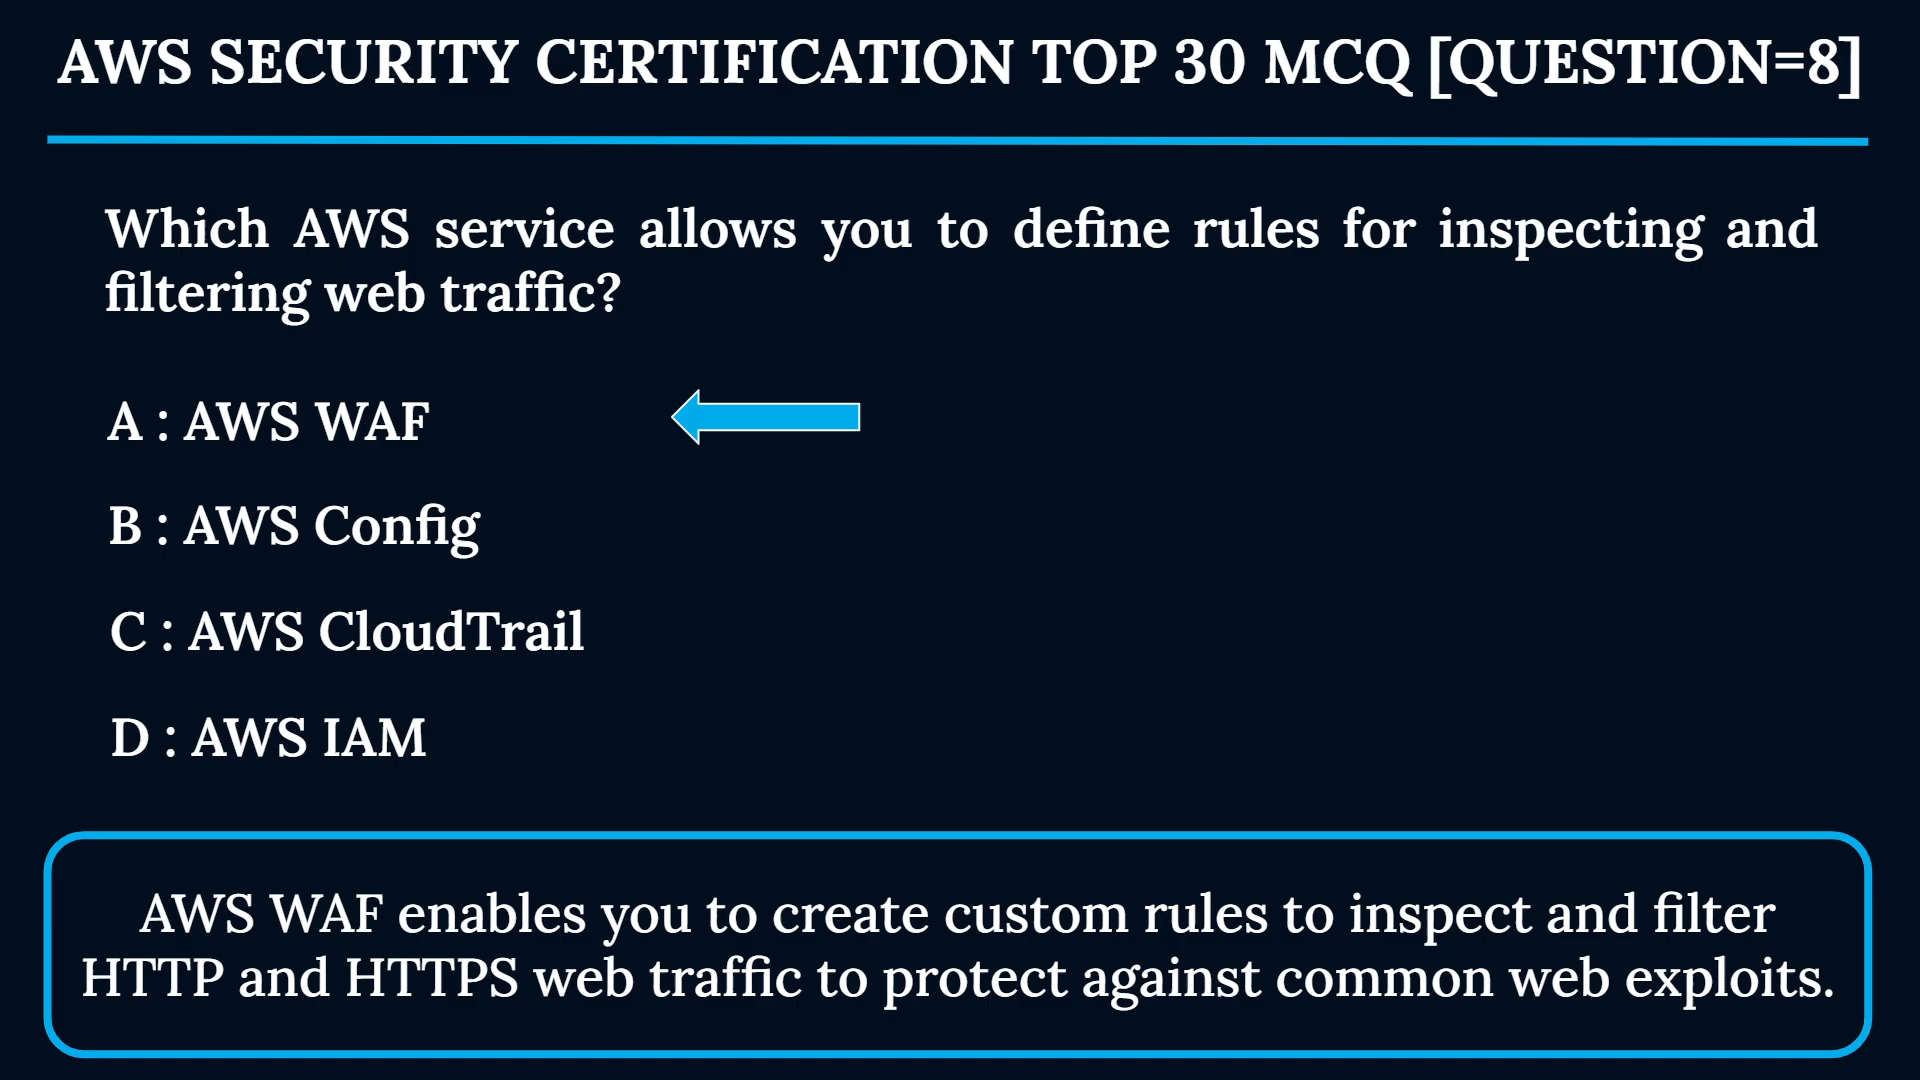 AWS SECURITY CERTIFICATION TOP 30 MCQ [QUESTION=8]
Which AWS service allows you to define rules for inspecting and
filtering web traffic?
A : AWS WAF
B : AWS Config
C : AWS CloudTrail
D : AWS IAM
AWS WAF enables you to create custom rules to inspect and filter
HTTP and HTTPS web traffic to protect against common web exploits.